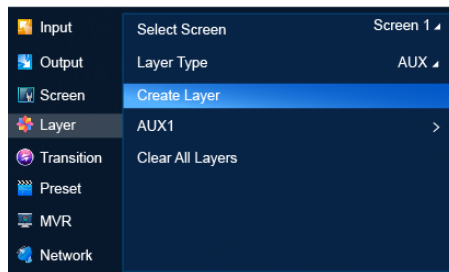 Input
Output
Screen
Layer
Transition
Preset
MVR
Network
Select Screen Screen 1
Layer Type AUX
Create Layer
AUX1 >
Clear All Layers